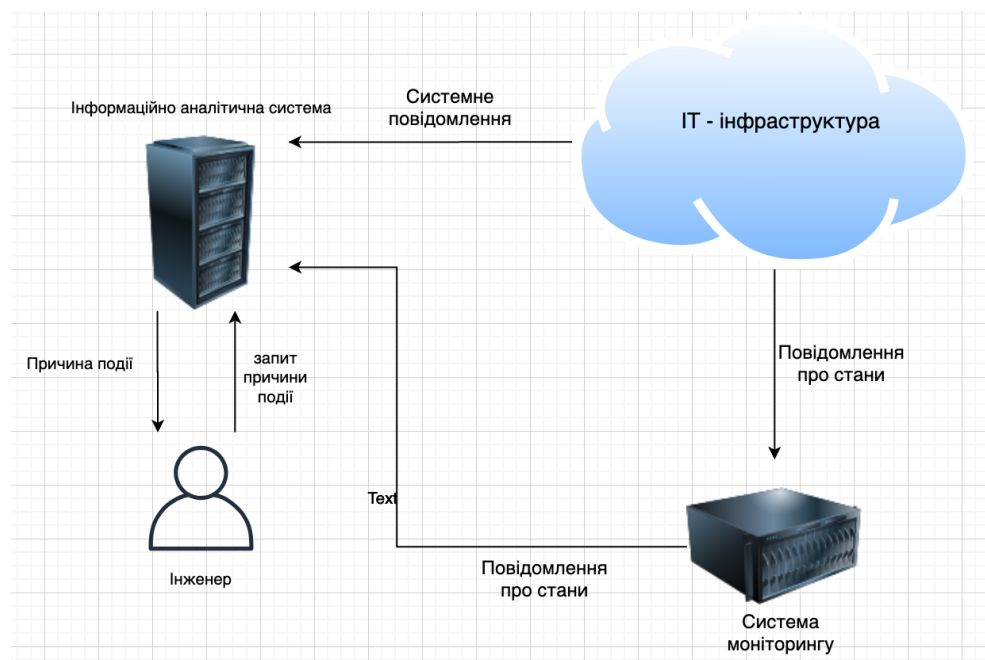 Інформаційно аналітична система
Системне
повідомлення
ІТ - інфраструктура
Причина події
запит
причини
події
Повідомлення
про стани
Text
Інженер
Повідомлення
про стани
Система
моніторингу